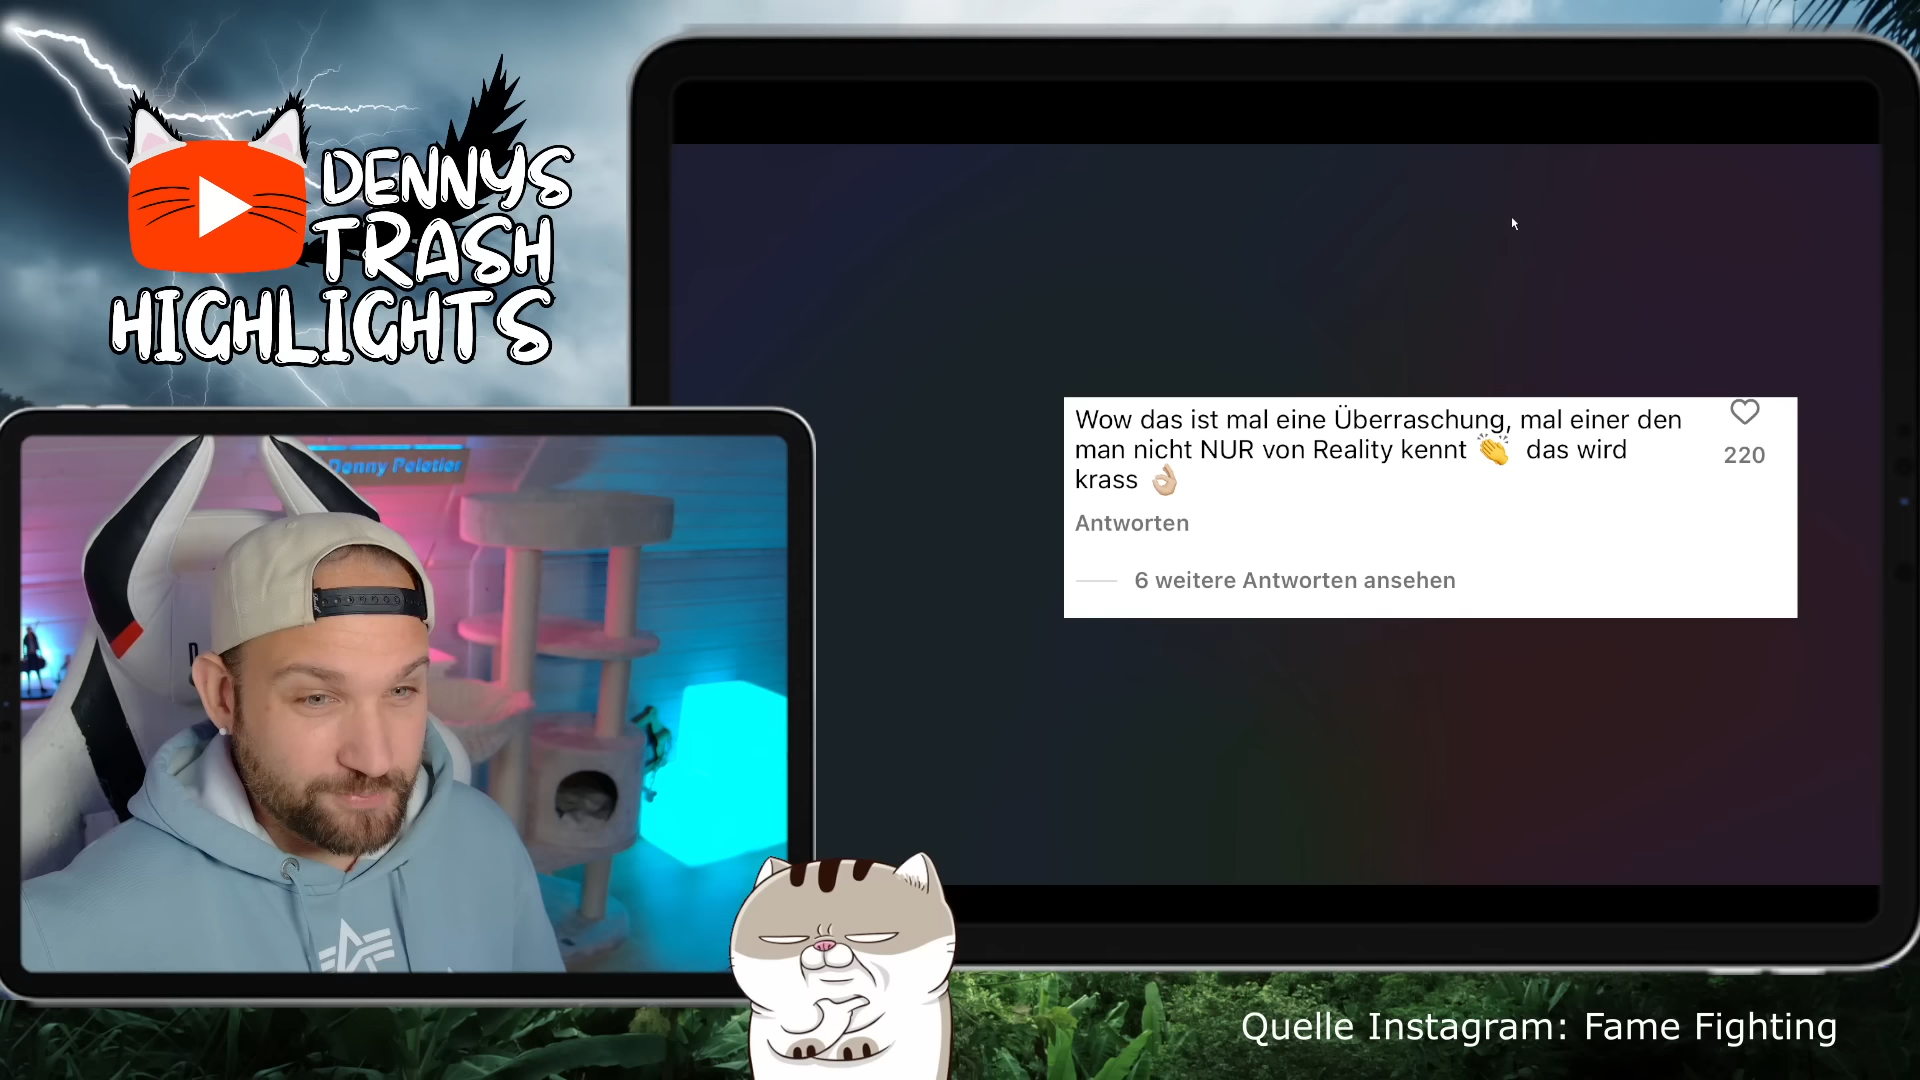 DENNYS
TRASH
HIGHLIGHTS
Denny Peletier
Wow das ist mal eine Überraschung, mal einer den
man nicht NUR von Reality kennt 👏 das wird
krass 👌🏼
220
Antworten
6 weitere Antworten ansehen
Quelle Instagram: Fame Fighting